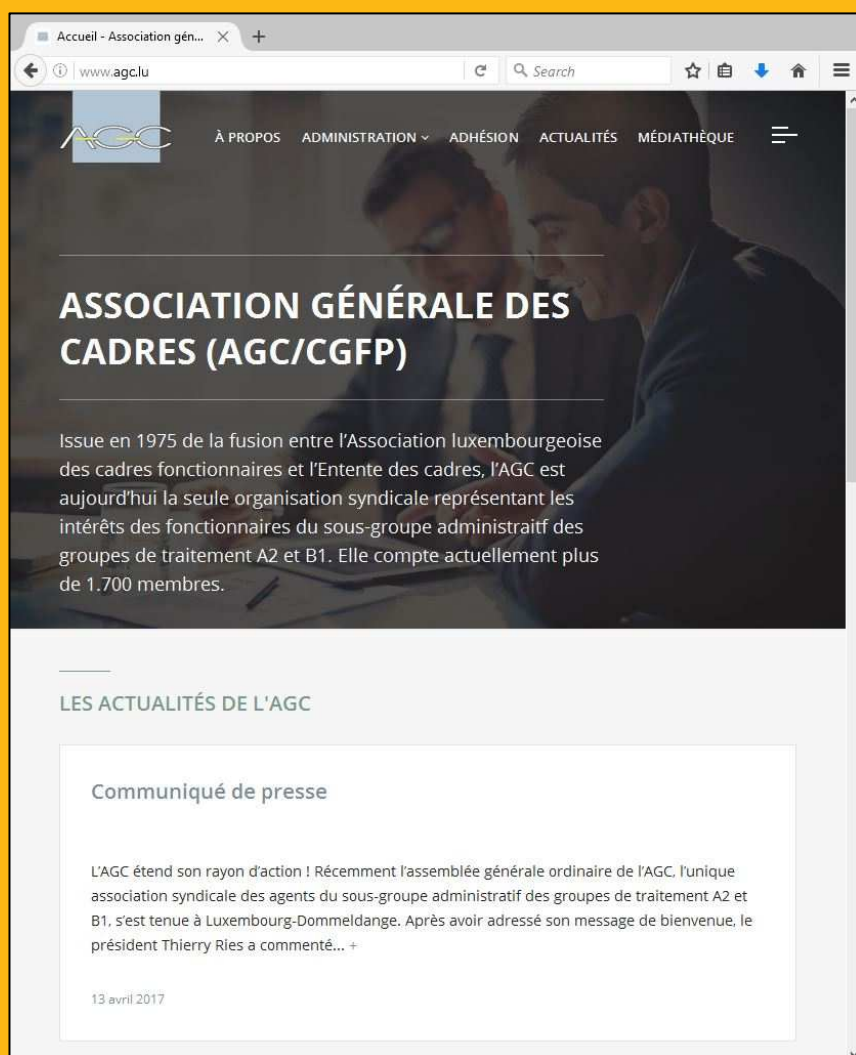 Accueil - Association gén...
www.agc.lu
Search
AGC
À PROPOS ADMINISTRATION ADHÉSION ACTUALITÉS MÉDIATHÈQUE
ASSOCIATION GÉNÉRALE DES
CADRES (AGC/CGFP)
Issue en 1975 de la fusion entre l'Association luxembourgeoise
des cadres fonctionnaires et l'Entente des cadres, l'AGC est
aujourd'hui la seule organisation syndicale représentant les
intérêts des fonctionnaires du sous-groupe administraitf des
groupes de traitement A2 et B1. Elle compte actuellement plus
de 1.700 membres.
LES ACTUALITÉS DE L'AGC
Communiqué de presse
L'AGC étend son rayon d'action ! Récemment l'assemblée générale ordinaire de l'AGC, l'unique
association syndicale des agents du sous-groupe administratif des groupes de traitement A2 et
B1, s'est tenue à Luxembourg-Dommeldange. Après avoir adressé son message de bienvenue, le
président Thierry Ries a commenté... +
13 avril 2017